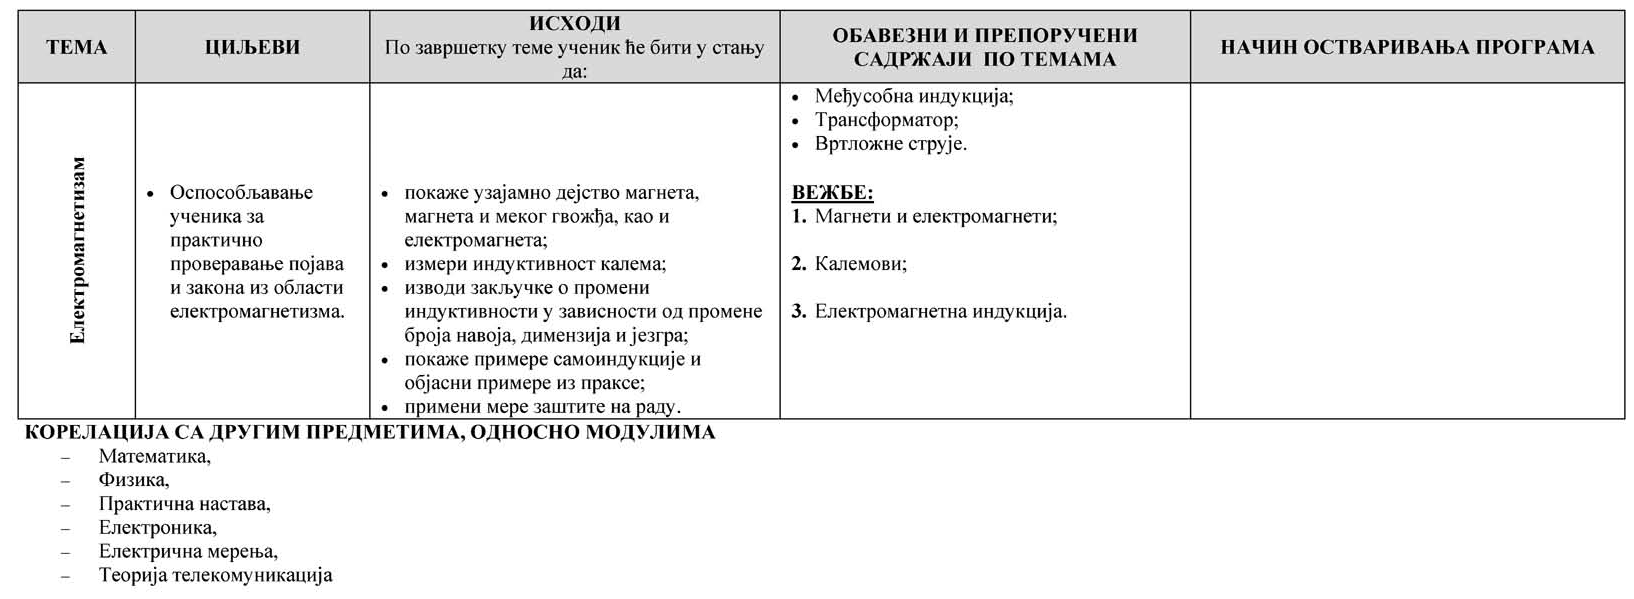 ТЕМА
ЦИЉЕВИ
ИСХОДИ
По завршетку теме ученик ће бити у стању
да:
ОБАВЕЗНИ И ПРЕПОРУЧЕНИ
САДРЖАЈИ ПО ТЕМАМА
НАЧИН ОСТВАРИВАЊА ПРОГРАМА
Електромагнетизам
• Оспособљавање
ученика за
практично
проверавање појава
и закона из области
електромагнетизма.
• покаже узајамно дејство магнета,
магнета и меког гвожђа, као и
електромагнета;
• измери индуктивност калема;
• изводи закључке о промени
индуктивности у зависности од промене
броја навоја, димензија и језгра;
• покаже примере самоиндукције и
објасни примере из праксе;
• примени мере заштите на раду.
• Међусобна индукција;
• Трансформатор;
• Вртложне струје.
ВЕЖБЕ:
1. Магнети и електромагнети;
2. Калемови;
3. Електромагнетна индукција.
КОРЕЛАЦИЈА СА ДРУГИМ ПРЕДМЕТИМА, ОДНОСНО МОДУЛИМА
– Математика,
– Физика,
– Практична настава,
– Електроника,
– Електрична мерења,
– Теорија телекомуникација